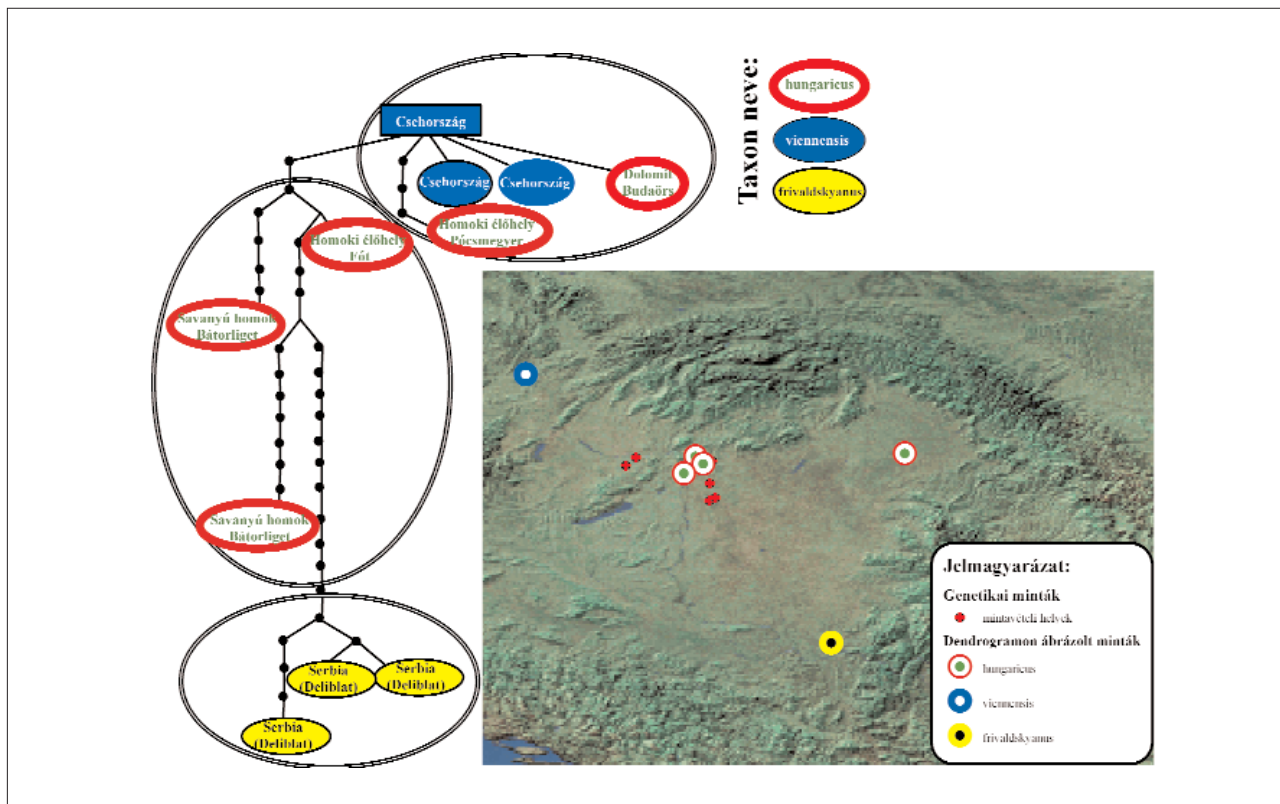 Taxon neve:
hungaricus
viennensis
frivaldskyanus
Csehország
Csehország
Csehország
Dolomit
Budaörs
Homoki élőhely
Pócsmegyer
Homoki élőhely
Fót
Savanyú homok
Bátorliget
Savanyú homok
Bátorliget
Serbia
(Deliblat)
Serbia
(Deliblat)
Serbia
(Deliblat)
Jelmagyarázat:
Genetikai minták
mintavételi helyek
Dendrogramon ábrázolt minták
hungaricus
viennensis
frivaldskyanus